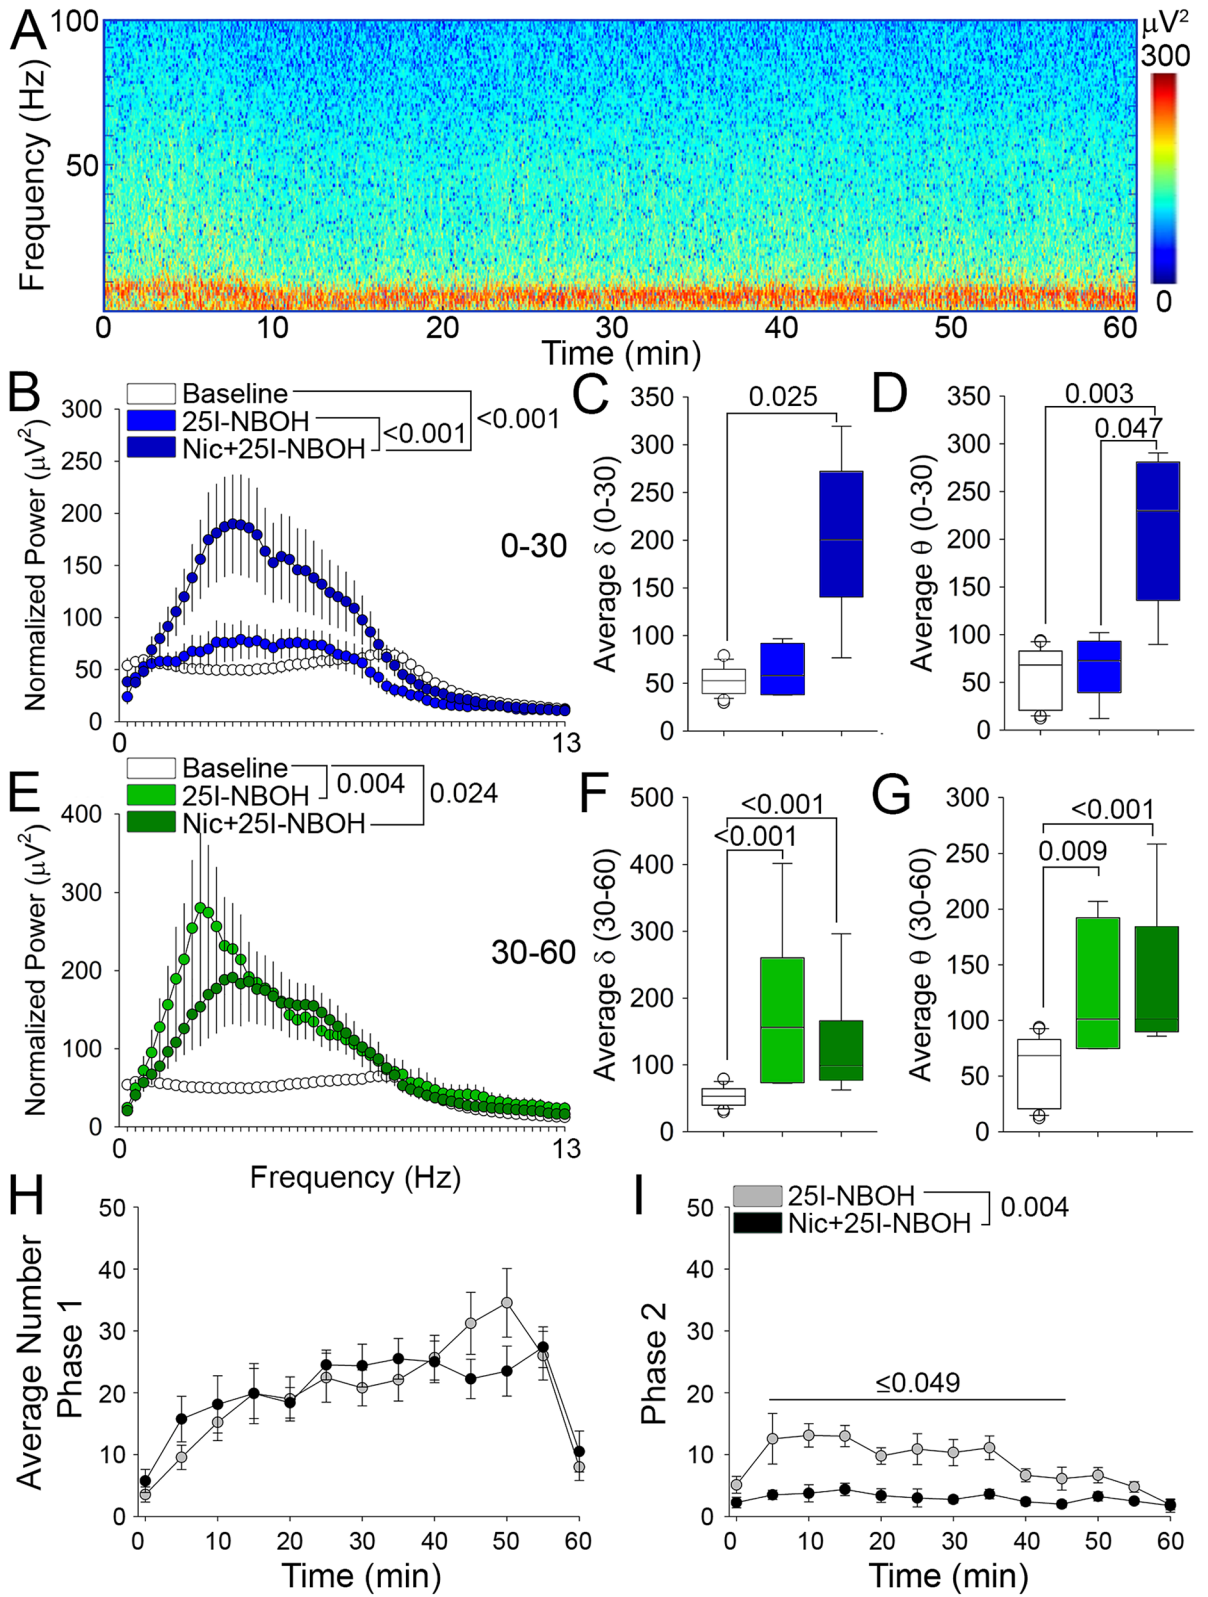 A
100
50
0
Frequency (Hz)
0 10 20 30 40 50 60
Time (min)
μV²
300
0
B
Baseline
25I-NBOH
Nic+25I-NBOH
<0.001
<0.001
Normalized Power (μV²)
300
250
200
150
100
50
0
0-30
0 13
C
Average δ (0-30)
350
300
250
200
150
100
50
0
0.025
D
Average θ (0-30)
350
300
250
200
150
100
50
0
0.003
0.047
E
Baseline
25I-NBOH
Nic+25I-NBOH
0.004
0.024
Normalized Power (μV²)
400
300
200
100
0
30-60
0 13
Frequency (Hz)
F
Average δ (30-60)
500
400
300
200
100
0
<0.001
<0.001
G
Average θ (30-60)
300
250
200
150
100
50
0
<0.001
0.009
H
Average Number
Phase 1
50
40
30
20
10
0
0 10 20 30 40 50 60
Time (min)
I
25I-NBOH
Nic+25I-NBOH
0.004
Phase 2
50
40
30
20
10
0
≤0.049
0 10 20 30 40 50 60
Time (min)